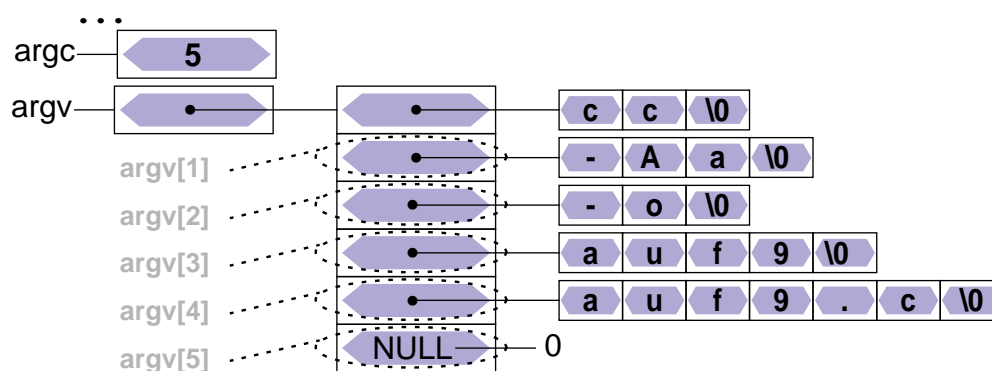 ...
argc 5
argv c c \0
argv[1] - A a \0
argv[2] - o \0
argv[3] a u f 9 \0
argv[4] a u f 9 . c \0
argv[5] NULL 0